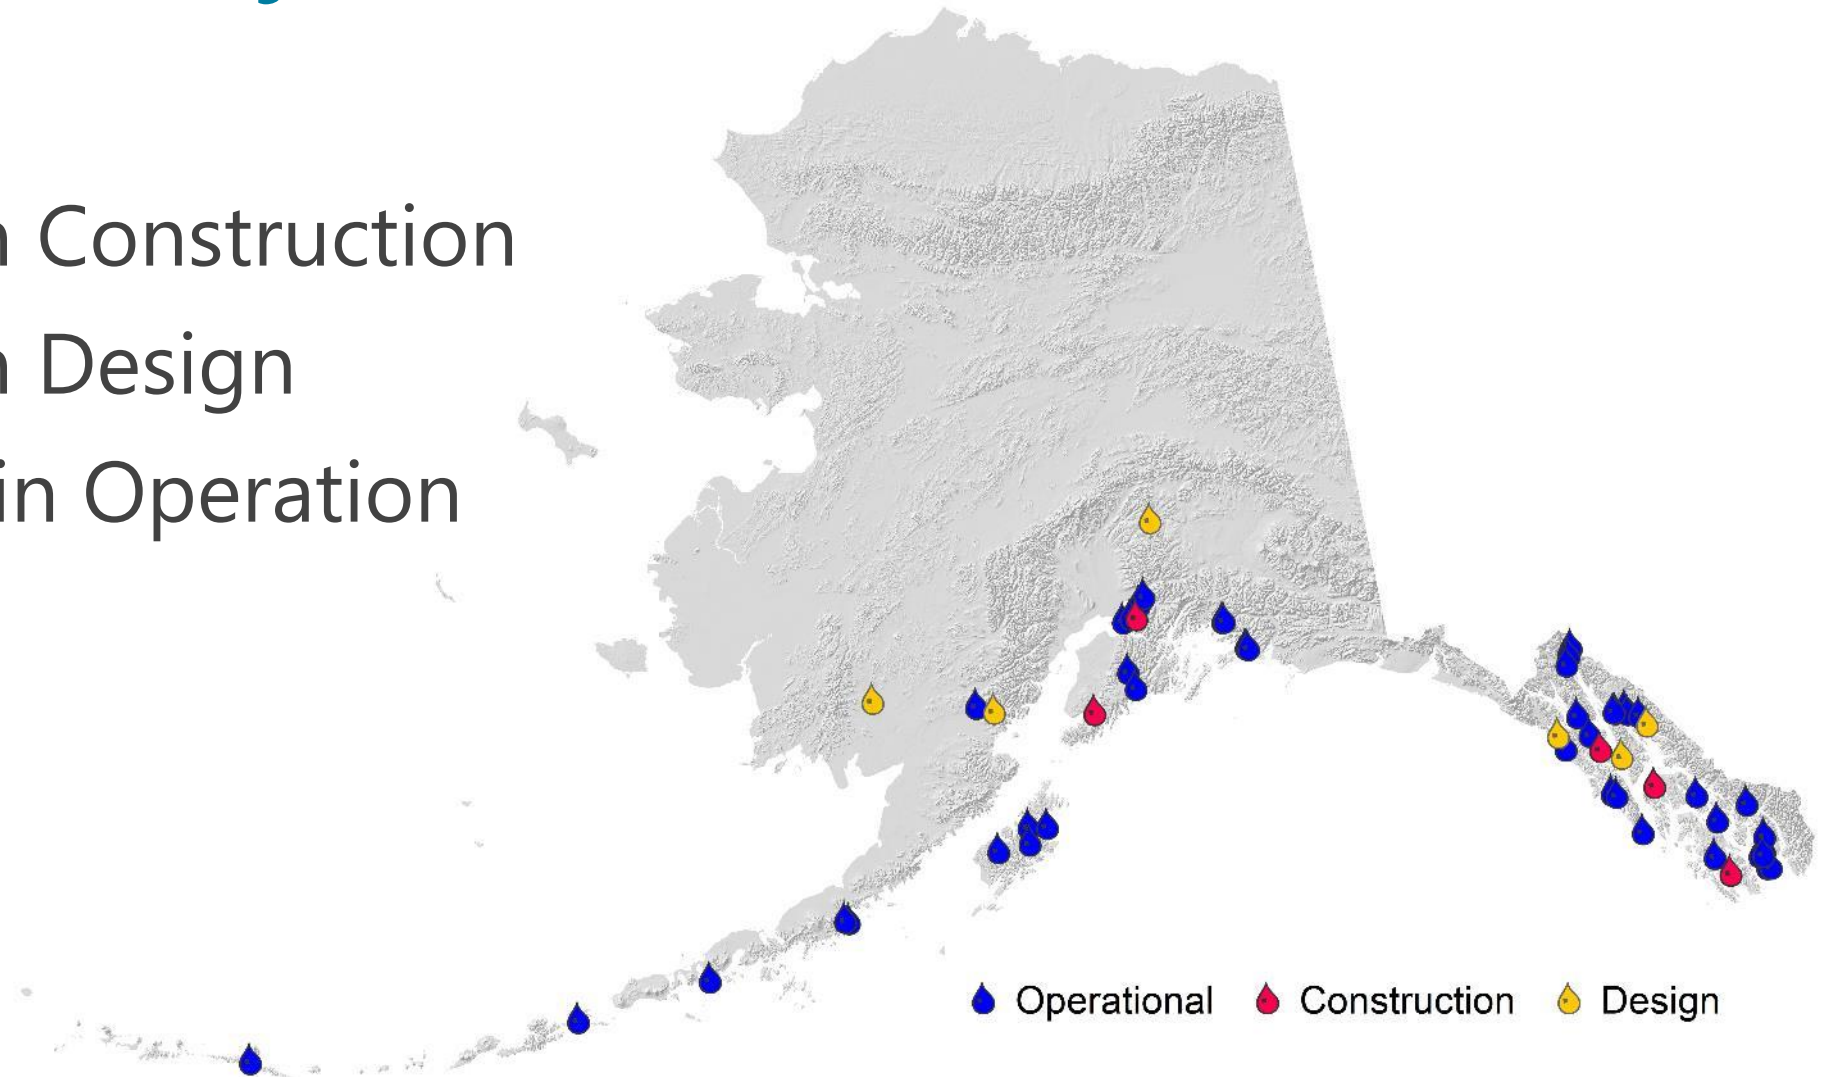 Construction
Design
in Operation
Operational Construction Design